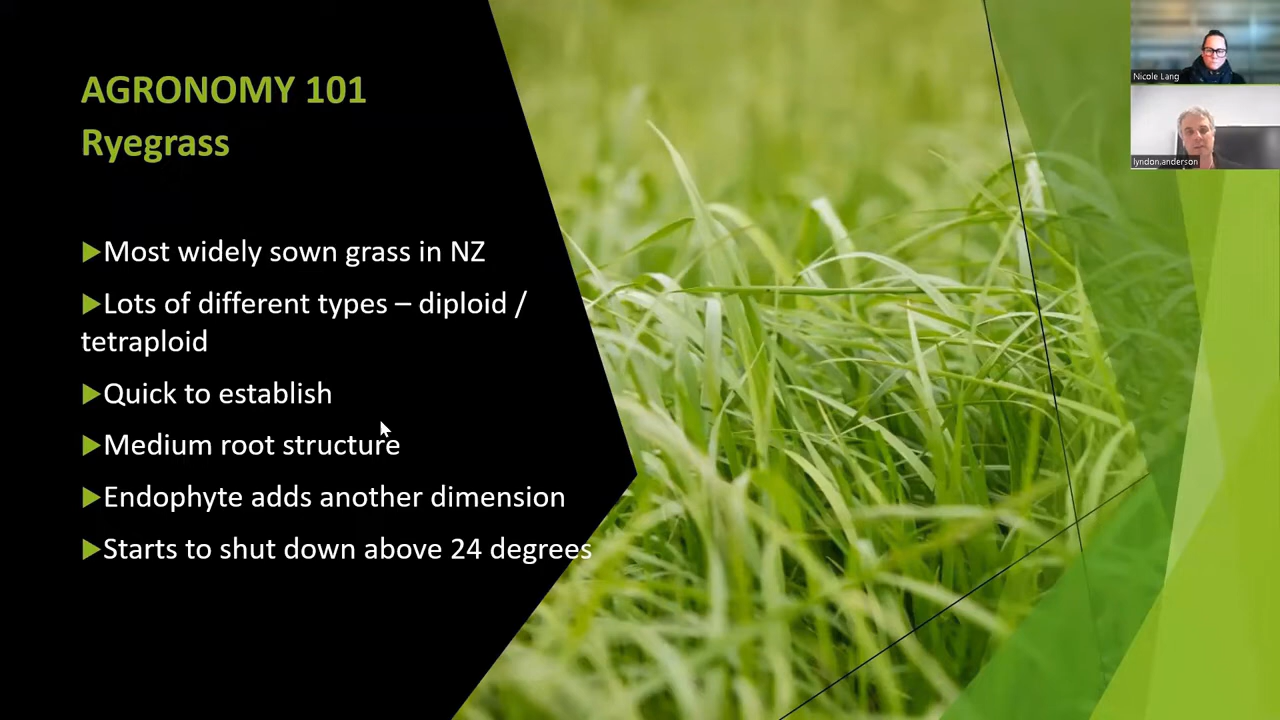 AGRONOMY 101
Ryegrass
Most widely sown grass in NZ
Lots of different types – diploid /
tetraploid
Quick to establish
Medium root structure
Endophyte adds another dimension
Starts to shut down above 24 degrees
Nicole Lang
lyndon.anderson